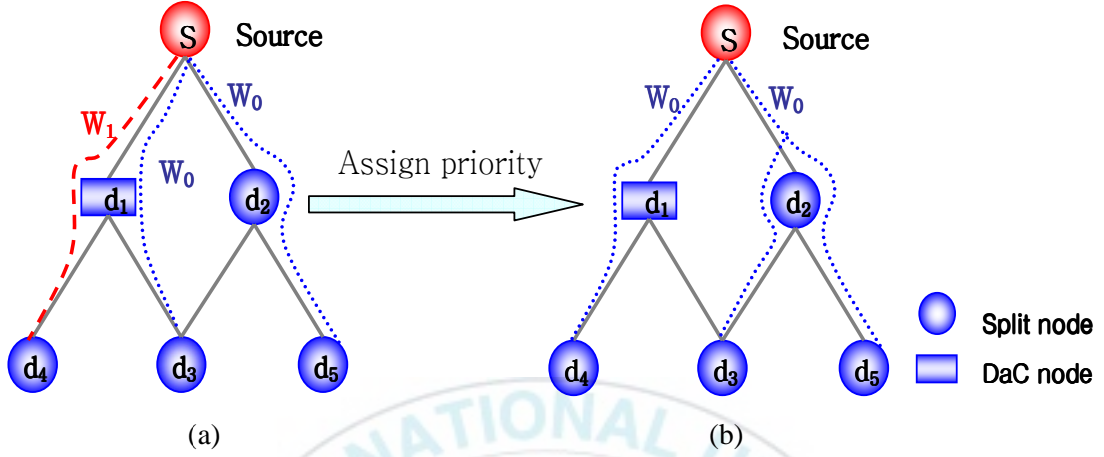 S Source
W₀
W₁
W₀
d₁
d₂
d₄
d₃
d₅
(a)
Assign priority
S Source
W₀
W₀
d₁
d₂
d₄
d₃
d₅
(b)
Split node
DaC node
NATIONAL